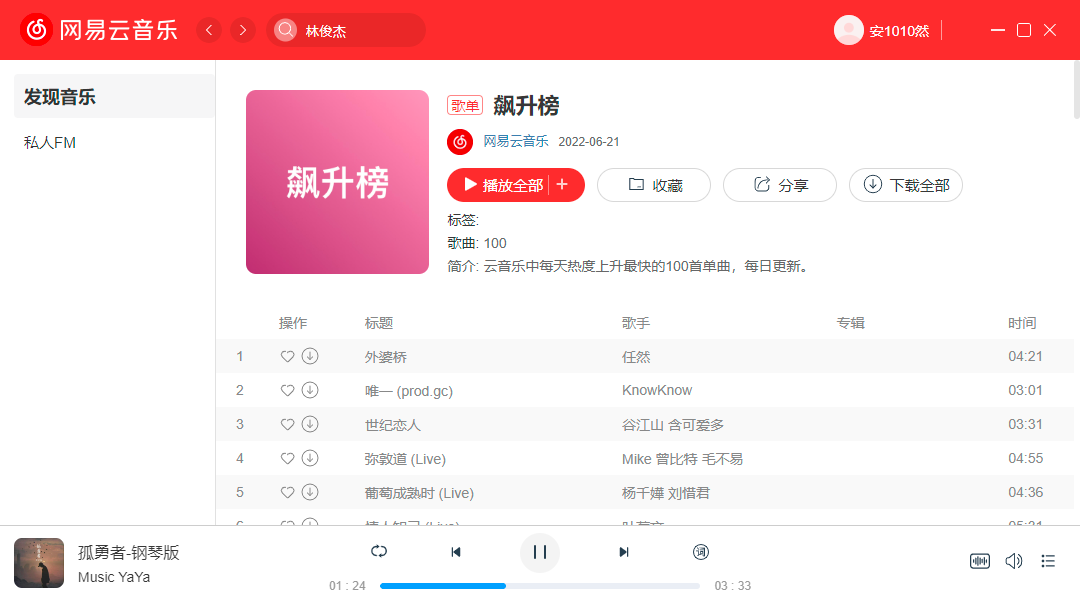 网易云音乐
林俊杰
安1010然
发现音乐
私人FM
飙升榜
歌单 飙升榜
网易云音乐 2022-06-21
播放全部 收藏 分享 下载全部
标签:
歌曲: 100
简介: 云音乐中每天热度上升最快的100首单曲，每日更新。
操作 标题 歌手 专辑 时间
1 外婆桥 任然 04:21
2 唯一 (prod.gc) KnowKnow 03:01
3 世纪恋人 谷江山 含可爱多 03:31
4 弥敦道 (Live) Mike 曾比特 毛不易 04:55
5 葡萄成熟时 (Live) 杨千嬅 刘惜君 04:36
孤勇者-钢琴版
Music YaYa
词
01 : 24 03 : 33